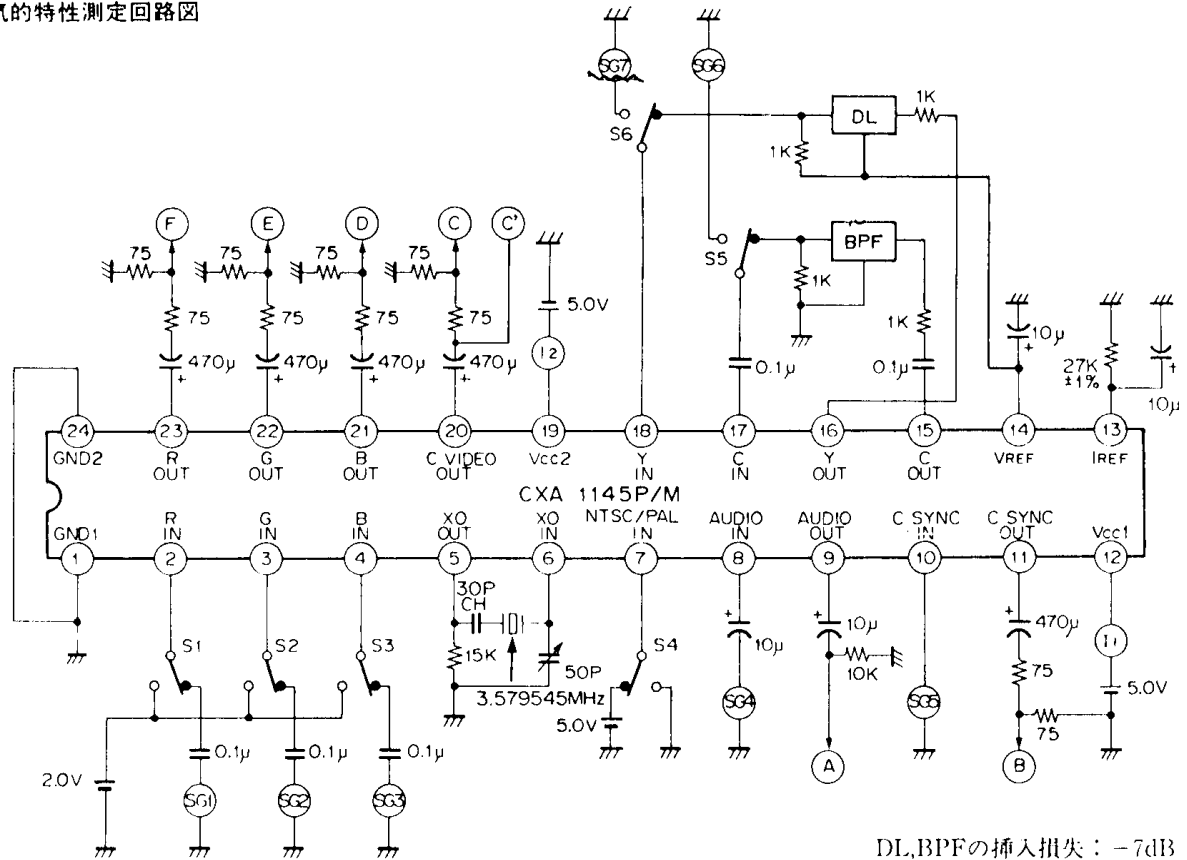 気的特性測定回路図
SG7
SG6
S6
DL
1K
1K
F
E
D
C
C'
S5
BPF
75
75
75
75
1K
5.0V
75
75
75
75
1K
10μ
27K
±1%
470μ
470μ
470μ
470μ
I2
0.1μ
0.1μ
10μ
+
+
+
+
+
+
24
23
22
21
20
19
18
17
16
15
14
13
GND2
R OUT
G OUT
B OUT
C VIDEO OUT
Vcc2
Y IN
C IN
Y OUT
C OUT
VREF
IREF
CXA 1145P/M
GND1
R IN
G IN
B IN
XO OUT
XO IN
NTSC/PAL IN
AUDIO IN
AUDIO OUT
C SYNC IN
C SYNC OUT
Vcc1
1
2
3
4
5
6
7
8
9
10
11
12
30P
CH
+
+
+
S1
S2
S3
15K
50P
S4
10μ
10μ
10K
470μ
I1
75
3.579545MHz
5.0V
SG4
SG5
75
5.0V
0.1μ
0.1μ
0.1μ
2.0V
SG1
SG2
SG3
A
B
DL,BPFの挿入損失：−7dB